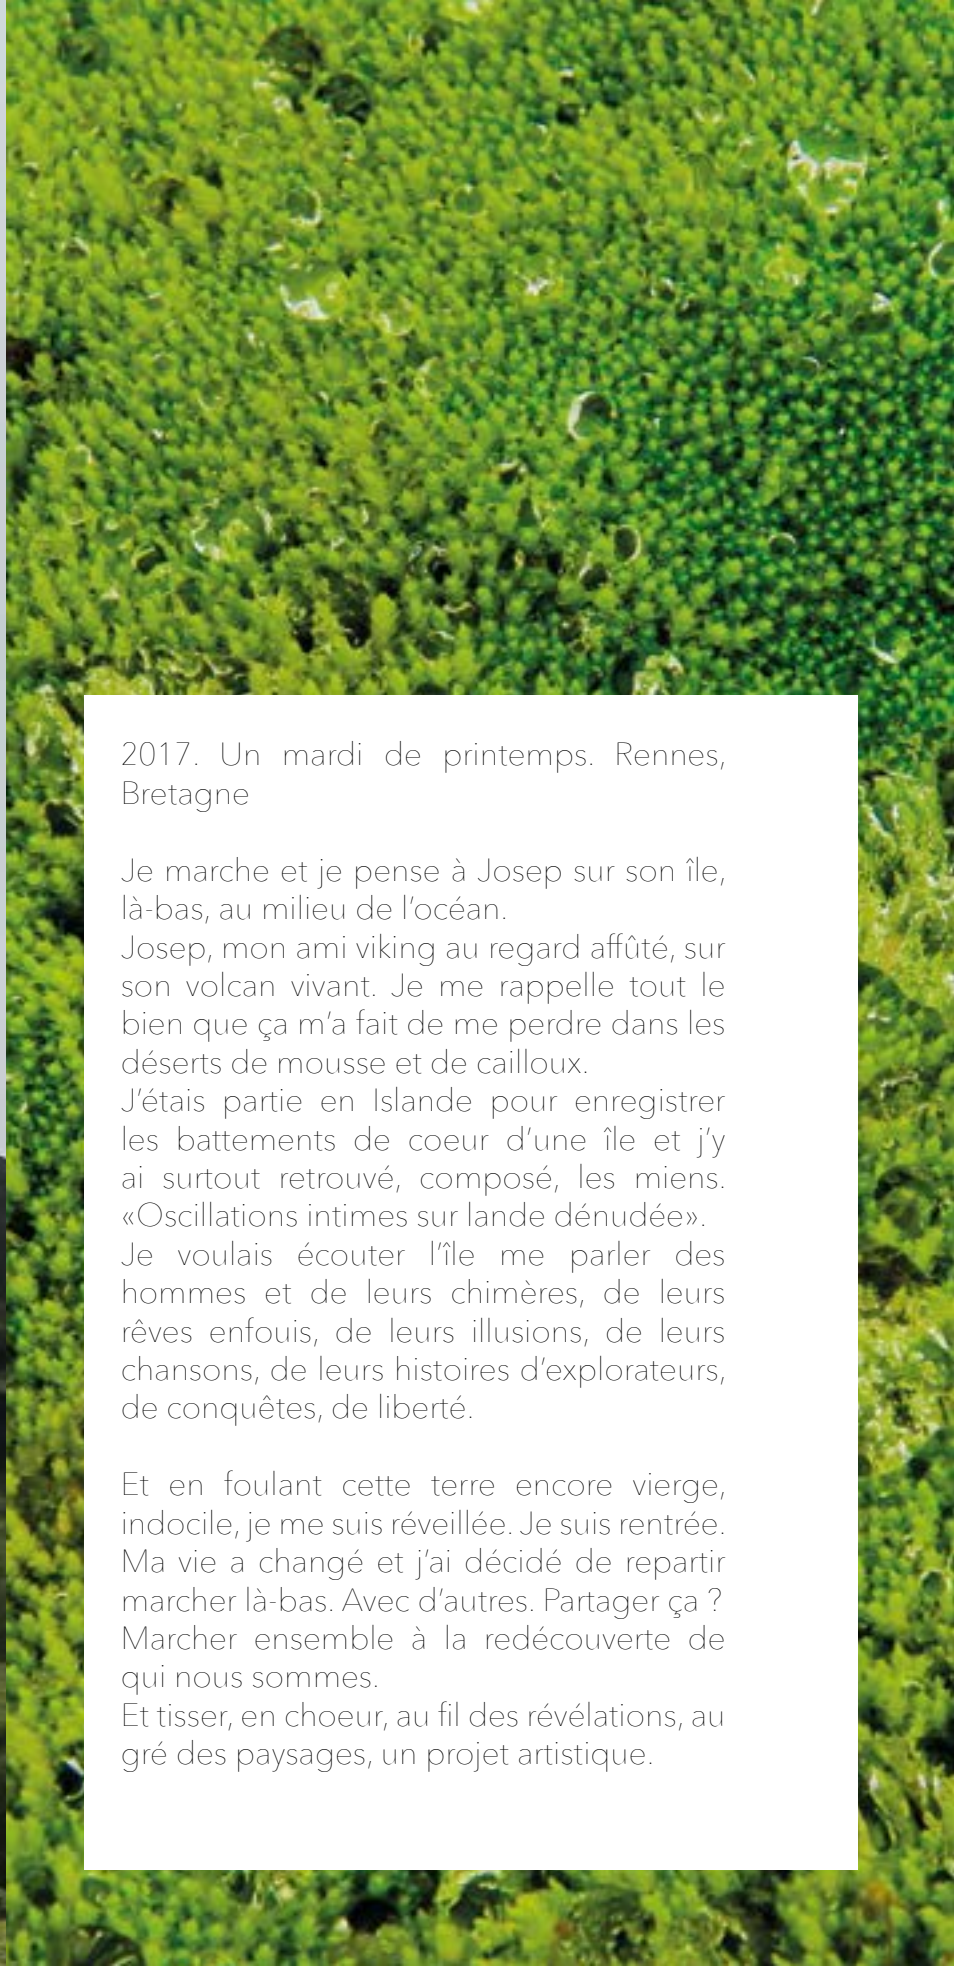 2017. Un mardi de printemps. Rennes,
Bretagne
Je marche et je pense à Josep sur son île,
là-bas, au milieu de l’océan.
Josep, mon ami viking au regard affûté, sur
son volcan vivant. Je me rappelle tout le
bien que ça m’a fait de me perdre dans les
déserts de mousse et de cailloux.
J’étais partie en Islande pour enregistrer
les battements de coeur d’une île et j’y
ai surtout retrouvé, composé, les miens.
«Oscillations intimes sur lande dénudée».
Je voulais écouter l’île me parler des
hommes et de leurs chimères, de leurs
rêves enfouis, de leurs illusions, de leurs
chansons, de leurs histoires d’explorateurs,
de conquêtes, de liberté.
Et en foulant cette terre encore vierge,
indocile, je me suis réveillée. Je suis rentrée.
Ma vie a changé et j’ai décidé de repartir
marcher là-bas. Avec d’autres. Partager ça ?
Marcher ensemble à la redécouverte de
qui nous sommes.
Et tisser, en choeur, au fil des révélations, au
gré des paysages, un projet artistique.